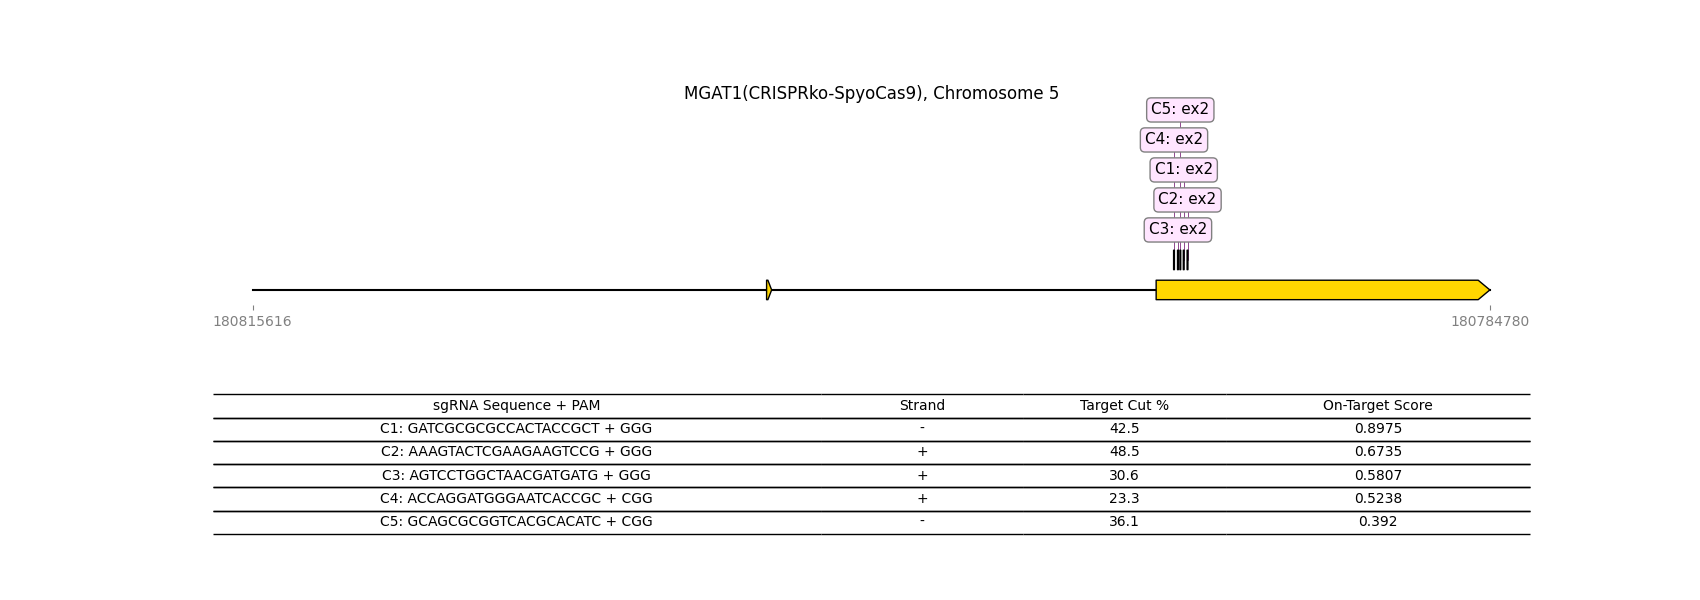 MGAT1(CRISPRko-SpyoCas9), Chromosome 5
C5: ex2
C4: ex2
C1: ex2
C2: ex2
C3: ex2
180815616 180784780
sgRNA Sequence + PAM Strand Target Cut % On-Target Score
C1: GATCGCGCGCCACTACCGCT + GGG - 42.5 0.8975
C2: AAAGTACTCGAAGAAGTCCG + GGG + 48.5 0.6735
C3: AGTCCTGGCTAACGATGATG + GGG + 30.6 0.5807
C4: ACCAGGATGGGAATCACCGC + CGG + 23.3 0.5238
C5: GCAGCGCGGTCACGCACATC + CGG - 36.1 0.392